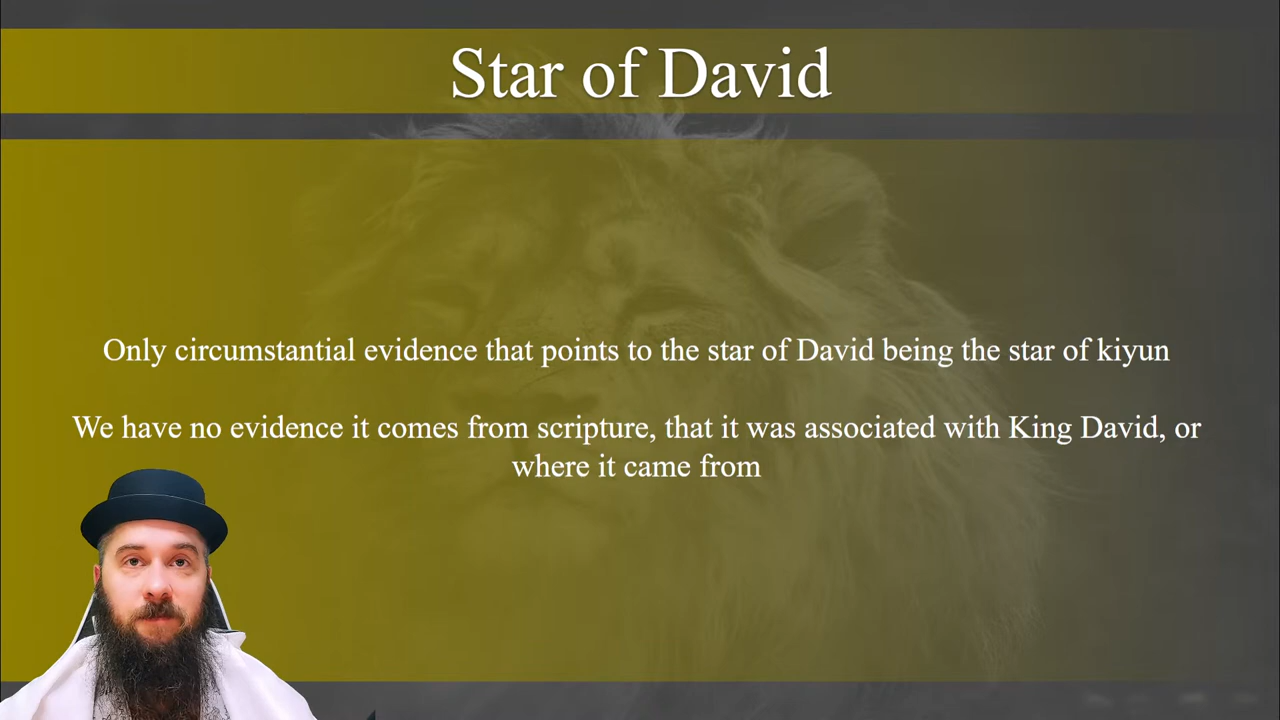 Star of David
Only circumstantial evidence that points to the star of David being the star of kiyun
We have no evidence it comes from scripture, that it was associated with King David, or
where it came from